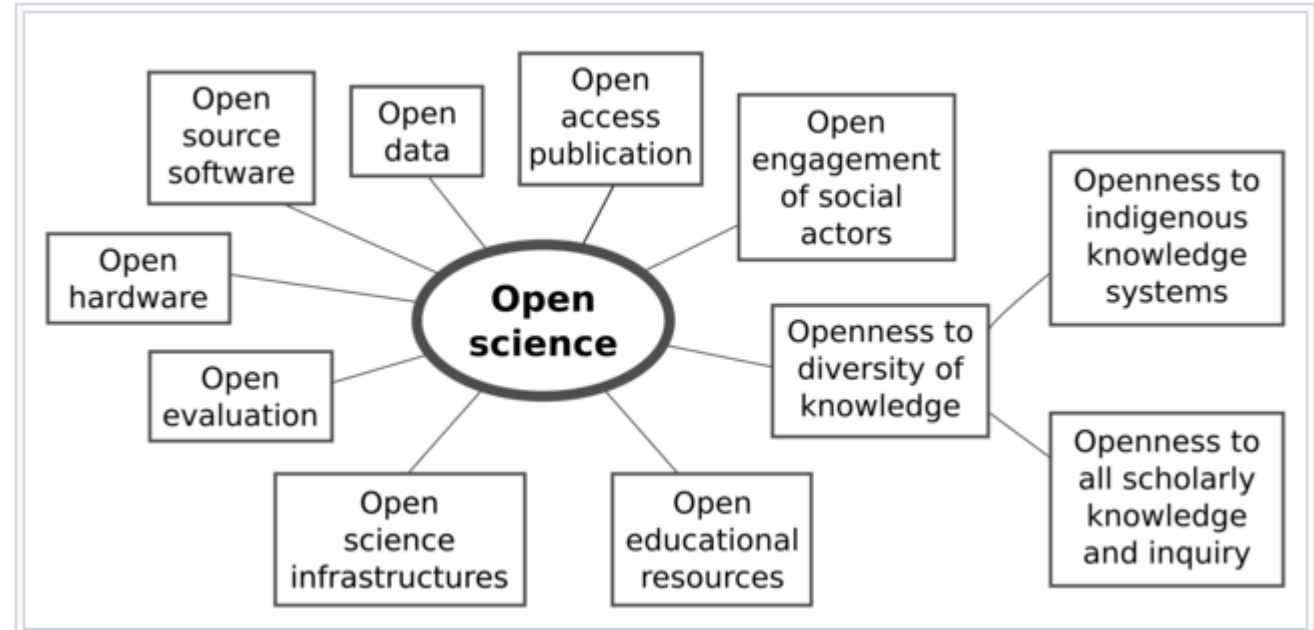 Open
source
software
Open
data
Open
access
publication
Open
engagement
of social
actors
Openness to
indigenous
knowledge
systems
Open
hardware
Open
science
Openness to
diversity of
knowledge
Open
evaluation
Openness to
all scholarly
knowledge
and inquiry
Open
science
infrastructures
Open
educational
resources